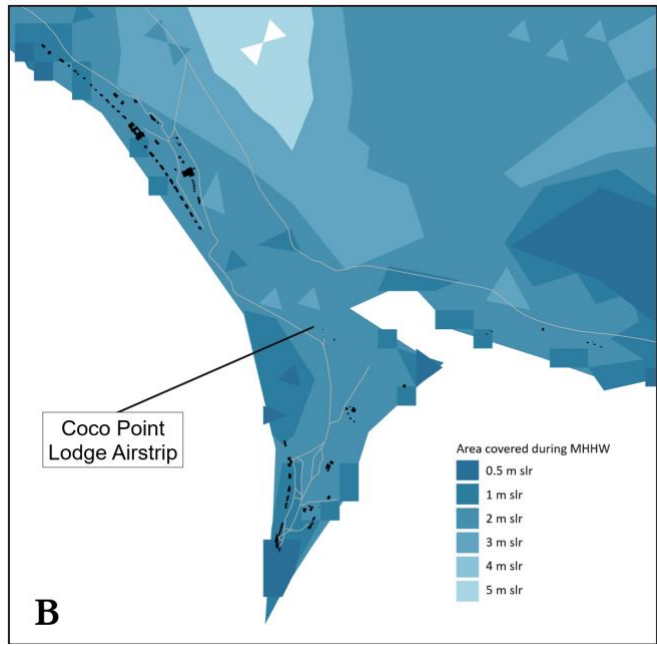 Coco Point
Lodge Airstrip
Area covered during MHHW
0.5 m slr
1 m slr
2 m slr
3 m slr
4 m slr
5 m slr
B